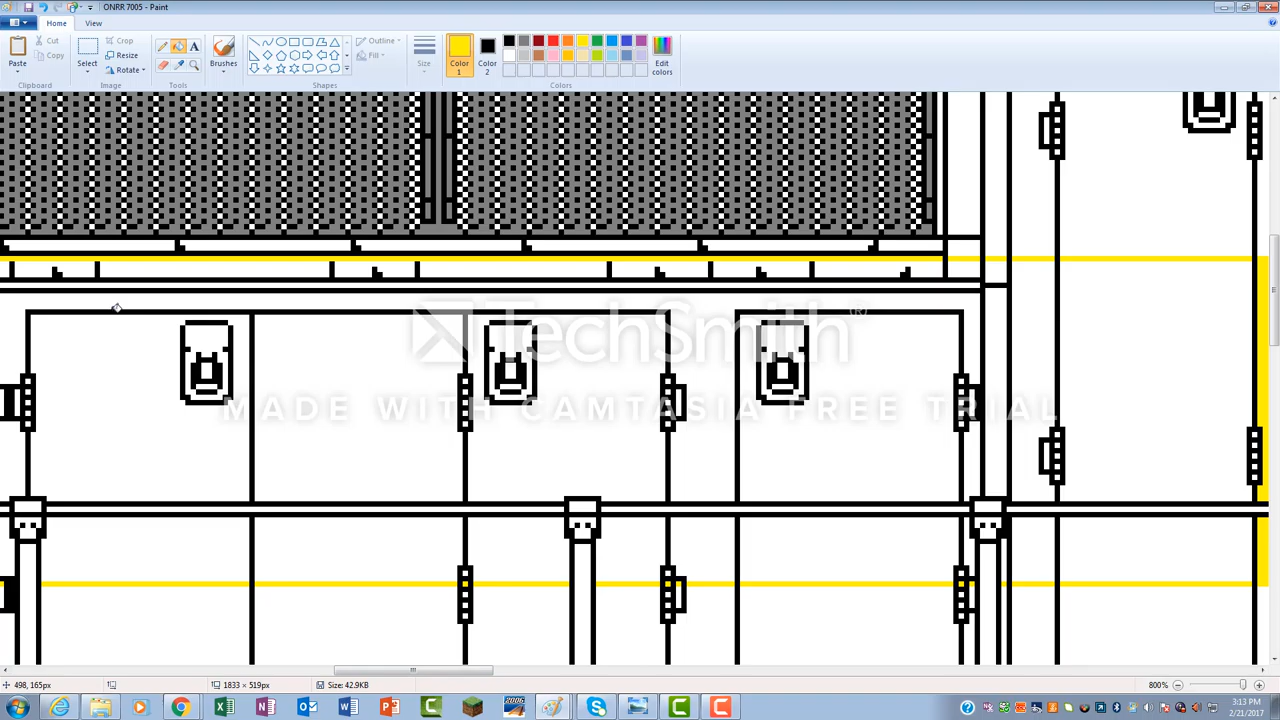 ONRR 7005 - Paint
Home View
Paste
Cut
Copy
Clipboard
Select
Crop
Resize
Rotate
Image
Tools
Brushes
Shapes
Outline
Fill
Size
Color 1
Color 2
Edit colors
Colors
TechSmith®
MADE WITH CAMTASIA FREE TRIAL
498, 165px
1833 × 519px
Size: 42.9KB
800%
2006
3:13 PM
2/21/2017